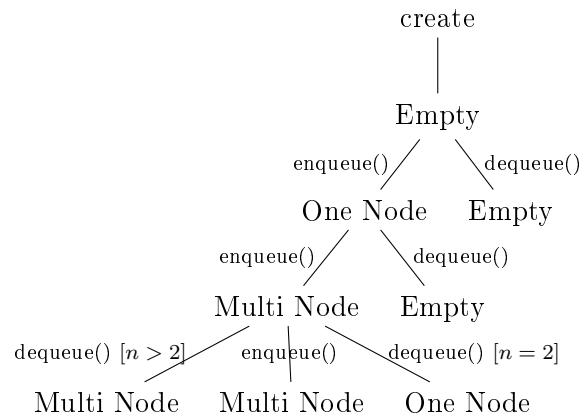 create
Empty
enqueue() dequeue()
One Node Empty
enqueue() dequeue()
Multi Node Empty
dequeue() [n > 2] enqueue() dequeue() [n = 2]
Multi Node Multi Node One Node